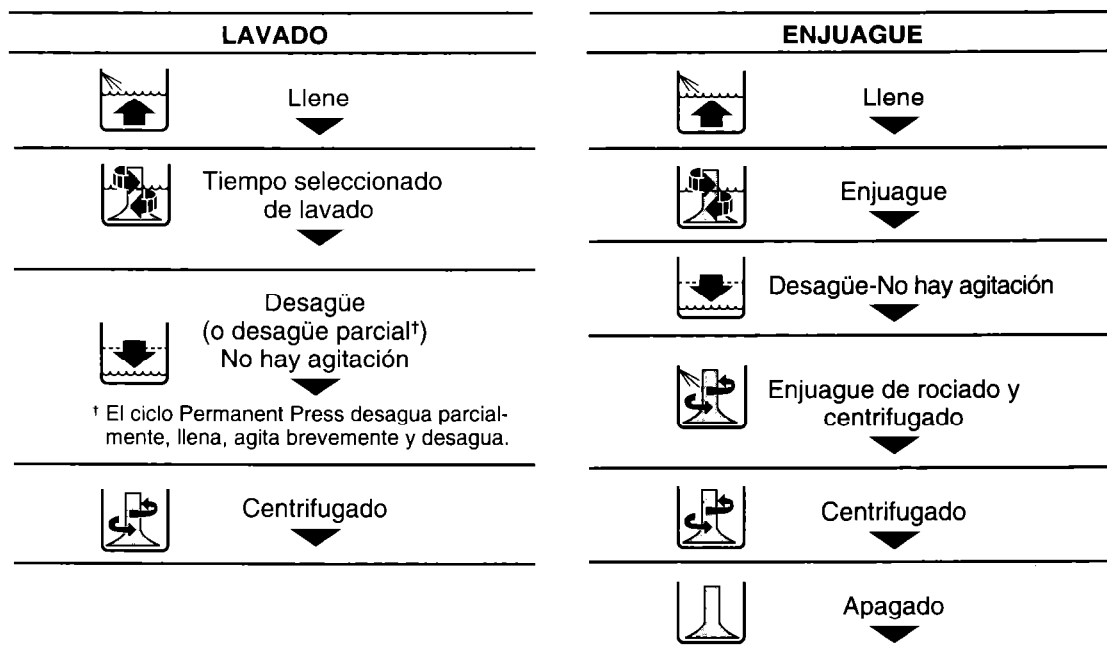 LAVADO
Llene
Tiempo seleccionado
de lavado
Desagüe
(o desagüe parcial†)
No hay agitación
† El ciclo Permanent Press desagua parcial-
mente, llena, agita brevemente y desagua.
Centrifugado
ENJUAGUE
Llene
Enjuague
Desagüe-No hay agitación
Enjuague de rociado y
centrifugado
Centrifugado
Apagado